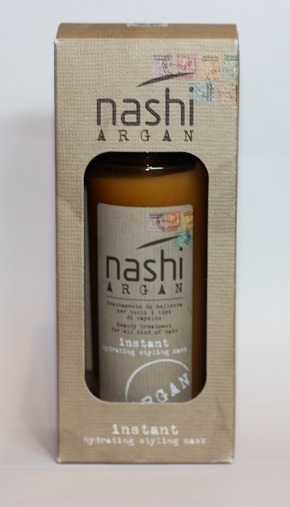 nashi
ARGAN
nashi
ARGAN
Trattamento di bellezza
per tutti i tipi
di capello
Beauty treatment
for all kind of hair
instant
hydrating styling mask
ARGAN
instant
hydrating styling mask